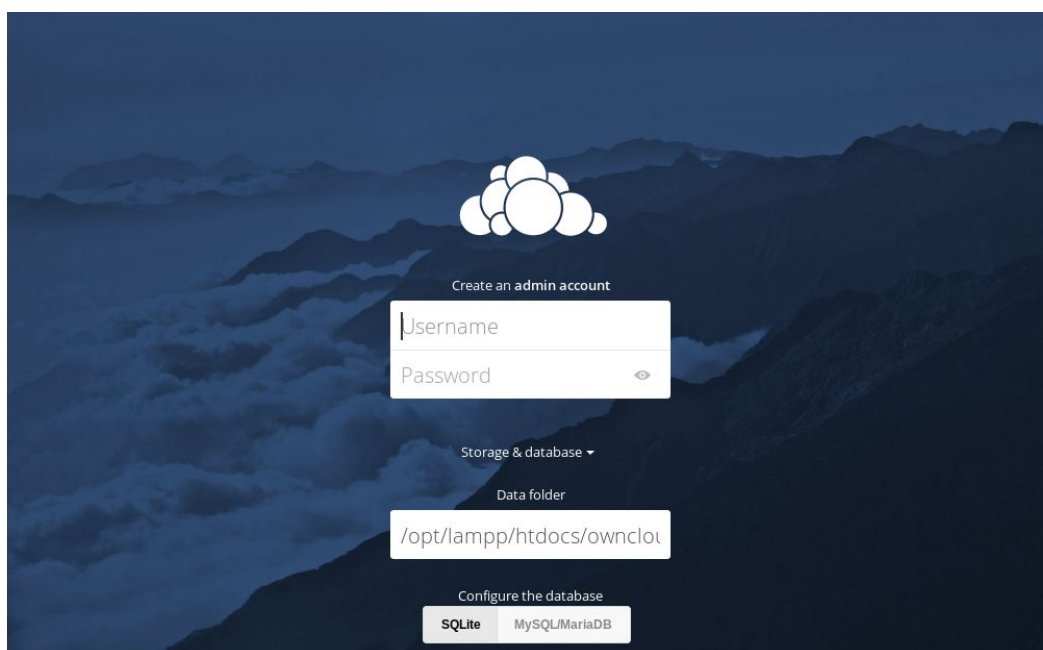 Create an admin account
Username
Password
Storage & database
Data folder
/opt/lampp/htdocs/ownclou
Configure the database
SQLite MySQL/MariaDB